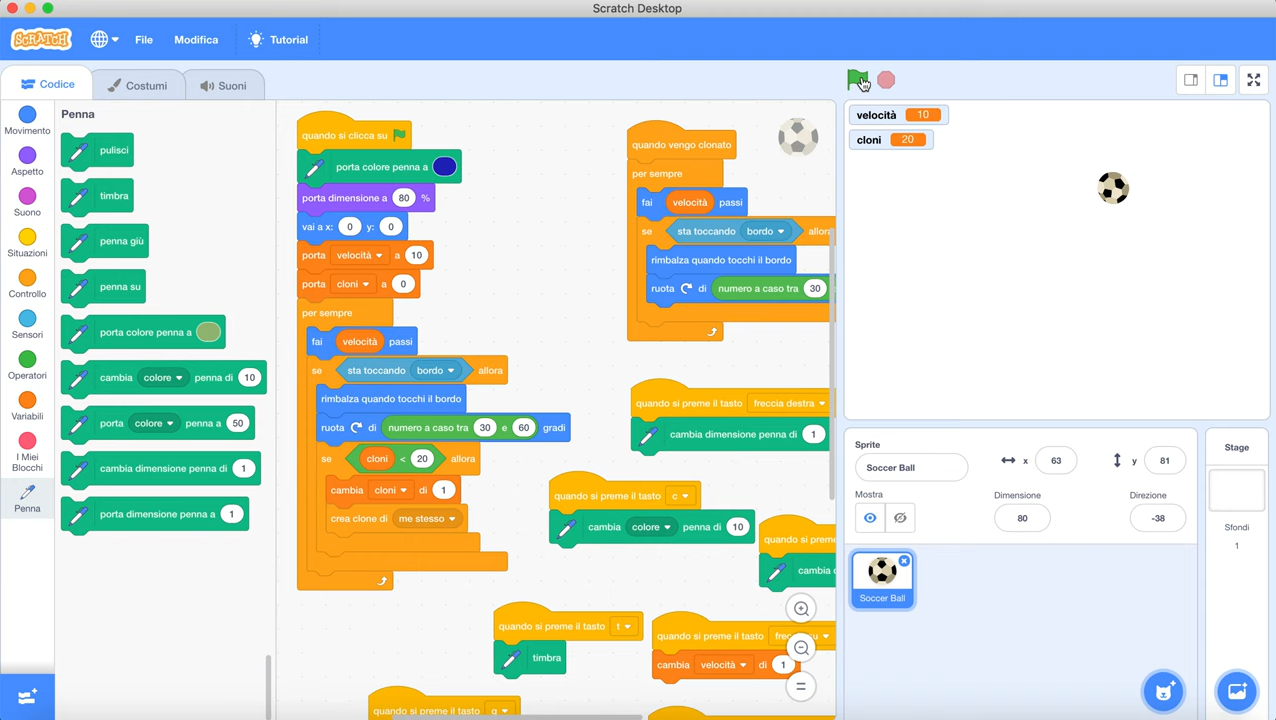 Scratch Desktop
SCRATCH
File
Modifica
Tutorial
Codice
Costumi
Suoni
Movimento
Aspetto
Suono
Situazioni
Controllo
Sensori
Operatori
Variabili
I Miei
Blocchi
Penna
Penna
pulisci
timbra
penna giù
penna su
porta colore penna a
cambia colore penna di 10
porta colore penna a 50
cambia dimensione penna di 1
porta dimensione penna a 1
quando si clicca su
porta colore penna a
porta dimensione a 80 %
vai a x: 0 y: 0
porta velocità a 10
porta cloni a 0
per sempre
fai velocità passi
se sta toccando bordo allora
rimbalza quando tocchi il bordo
ruota di numero a caso tra 30 e 60 gradi
se cloni < 20 allora
cambia cloni di 1
crea clone di me stesso
quando vengo clonato
per sempre
fai velocità passi
se sta toccando bordo allora
rimbalza quando tocchi il bordo
ruota di numero a caso tra 30
quando si preme il tasto freccia destra
cambia dimensione penna di 1
quando si preme il tasto c
cambia colore penna di 10
quando si preme
cambia
quando si preme il tasto t
timbra
quando si preme il tasto
cambia velocità di 1
quando si preme il tasto g
velocità 10
cloni 20
Sprite
Soccer Ball
x 63
y 81
Mostra
Dimensione
80
Direzione
-38
Soccer Ball
Stage
Sfondi
1